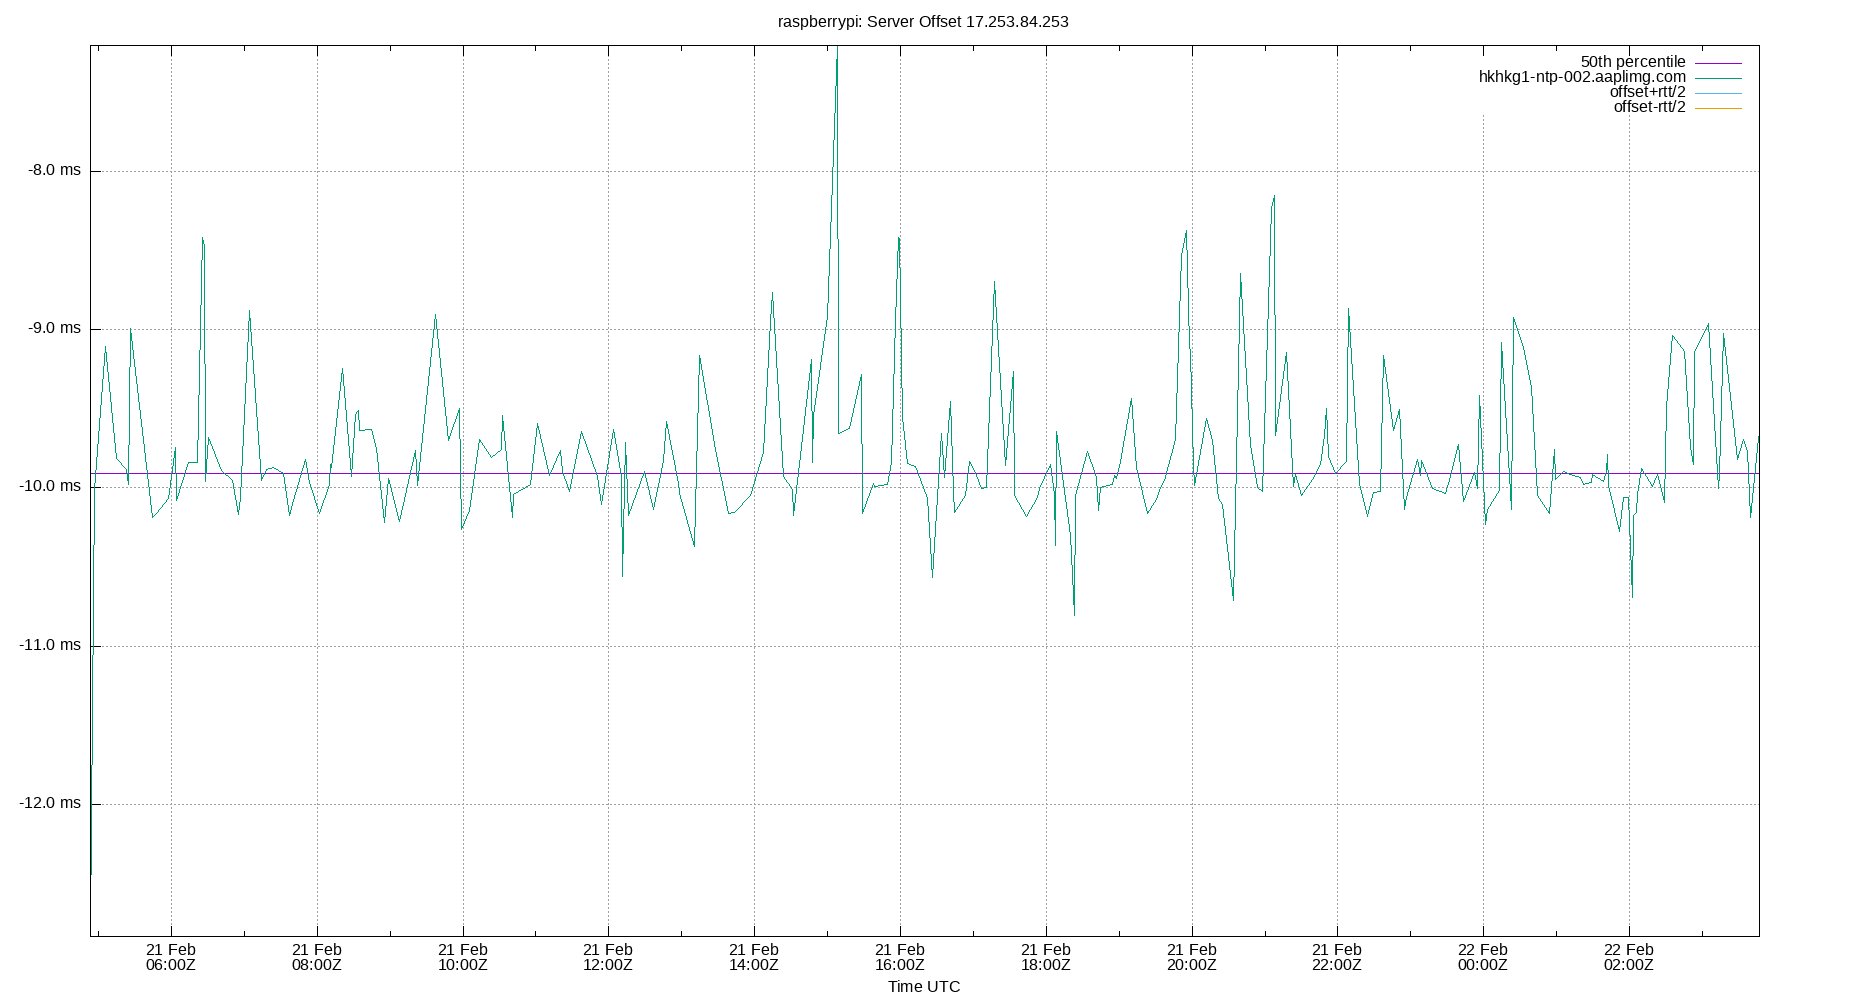 raspberrypi: Server Offset 17.253.84.253
50th percentile
hkhkg1-ntp-002.aaplimg.com
offset+rtt/2
offset-rtt/2
-8.0 ms
-9.0 ms
-10.0 ms
-11.0 ms
-12.0 ms
21 Feb 21 Feb 21 Feb 21 Feb 21 Feb 21 Feb 21 Feb 21 Feb 21 Feb 22 Feb 22 Feb
06:00Z 08:00Z 10:00Z 12:00Z 14:00Z 16:00Z 18:00Z 20:00Z 22:00Z 00:00Z 02:00Z
Time UTC